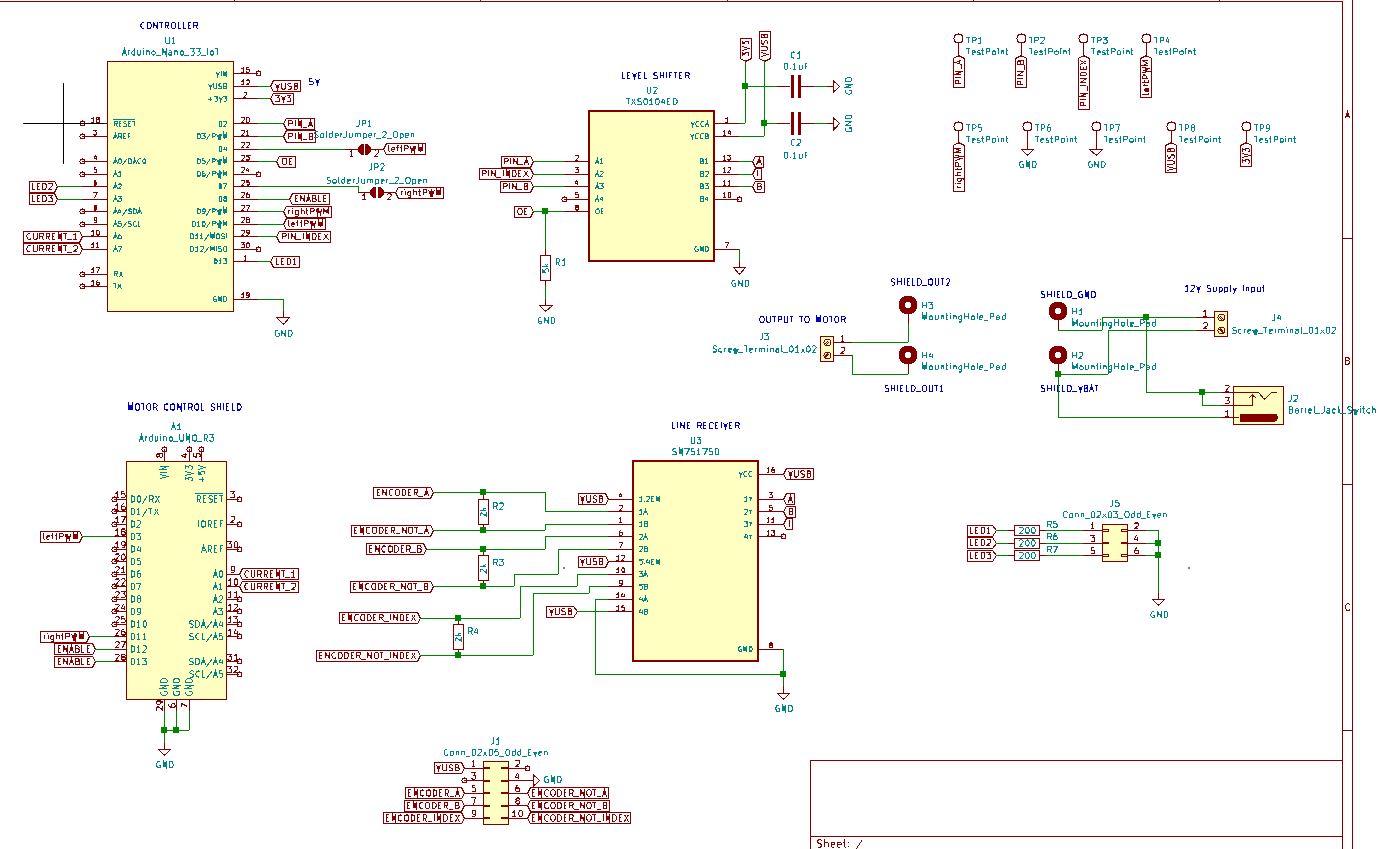 CONTROLLER
U1
Arduino_Nano_33_IoT
VIN 15
VUSB 12 VUSB 5V
+3V3 2 3V3
18 RESET
3 AREF
4 A0/DAC0
5 A1
LED2 6 A2
LED3 7 A3
8 A4/SDA
9 A5/SCL
CURRENT_1 10 A6
CURRENT_2 11 A7
17 RX
16 TX
D2 20 PIN_A
D3/PWM 21 PIN_B
D4 22
D5/PWM 23 OE
D6/PWM 24
D7 25
D8 26 ENABLE
D9/PWM 27 rightPWM
D10/PWM 28 leftPWM
D11/MOSI 29 PIN_INDEX
D12/MISO 30
D13 1 LED1
GND 19
GND
JP1
SolderJumper_2_Open
1 2 leftPWM
JP2
SolderJumper_2_Open
1 2 rightPWM
LEVEL SHIFTER
U2
TXS0104ED
3V3
VUSB
C1
0.1uF
GND
C2
0.1uF
GND
VCCA 1
VCCB 14
PIN_A 2 A1
PIN_INDEX 3 A2
PIN_B 4 A3
5 A4
OE 8 OE
B1 13 A
B2 12 I
B3 11 B
B4 10
GND 7
GND
R1
5k
GND
TP1
TestPoint
PIN_A
TP2
TestPoint
PIN_B
TP3
TestPoint
PIN_INDEX
TP4
TestPoint
leftPWM
TP5
TestPoint
rightPWM
TP6
TestPoint
GND
TP7
TestPoint
GND
TP8
TestPoint
VUSB
TP9
TestPoint
3V3
A
B
C
OUTPUT TO MOTOR
J3
Screw_Terminal_01x02
1
2
SHIELD_OUT2
H3
MountingHole_Pad
H4
MountingHole_Pad
SHIELD_OUT1
SHIELD_GND
H1
MountingHole_Pad
H2
MountingHole_Pad
SHIELD_VBAT
12V Supply Input
1
2
J4
Screw_Terminal_01x02
2
3
1
J2
Barrel_Jack_Switch
MOTOR CONTROL SHIELD
A1
Arduino_UNO_R3
8 VIN
4 3V3
5 +5V
15 D0/RX
16 D1/TX
17 D2
leftPWM 18 D3
19 D4
20 D5
21 D6
22 D7
23 D8
24 D9
25 D10
rightPWM 26 D11
ENABLE 27 D12
ENABLE 28 D13
RESET 3
IOREF 2
AREF 30
A0 9 CURRENT_1
A1 10 CURRENT_2
A2 11
A3 12
SDA/A4 13
SCL/A5 14
SDA/A4 31
SCL/A5 32
GND 29
GND 6
GND 7
GND
LINE RECEIVER
U3
SN75175D
ENCODER_A
R2
2k
ENCODER_NOT_A
ENCODER_B
R3
2k
ENCODER_NOT_B
ENCODER_INDEX
R4
2k
ENCODER_NOT_INDEX
VUSB 4 1,2EN
2 1A
1 1B
6 2A
7 2B
VUSB 12 3,4EN
10 3A
9 3B
14 4A
VUSB 15 4B
VCC 16 VUSB
1Y 3 A
2Y 5 B
3Y 11 I
4Y 13
GND 8
GND
J5
Conn_02x03_Odd_Even
LED1 200 R5 1 2
LED2 200 R6 3 4
LED3 200 R7 5 6
GND
J1
Conn_02x05_Odd_Even
VUSB 1 2
3 4 GND
ENCODER_A 5 6 ENCODER_NOT_A
ENCODER_B 7 8 ENCODER_NOT_B
ENCODER_INDEX 9 10 ENCODER_NOT_INDEX
Sheet: /